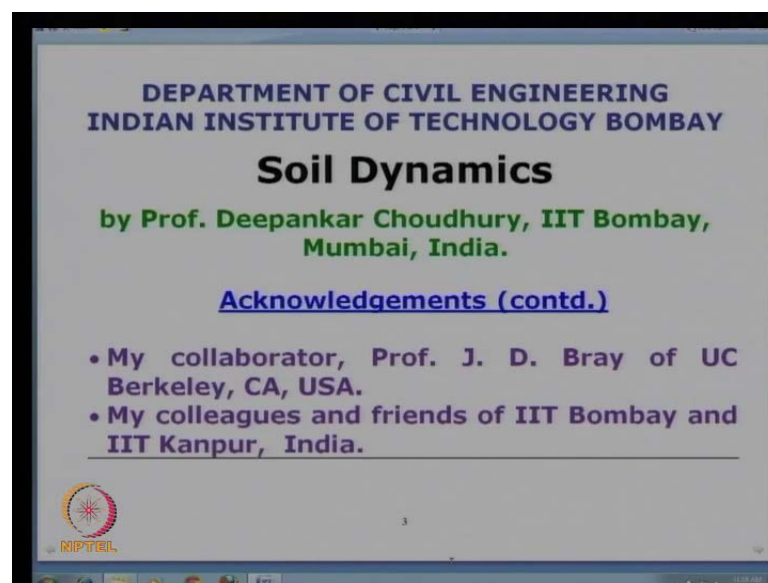 DEPARTMENT OF CIVIL ENGINEERING
INDIAN INSTITUTE OF TECHNOLOGY BOMBAY
Soil Dynamics
by Prof. Deepankar Choudhury, IIT Bombay,
Mumbai, India.
Acknowledgements (contd.)
• My collaborator, Prof. J. D. Bray of UC
Berkeley, CA, USA.
• My colleagues and friends of IIT Bombay and
IIT Kanpur, India.
3
NPTEL